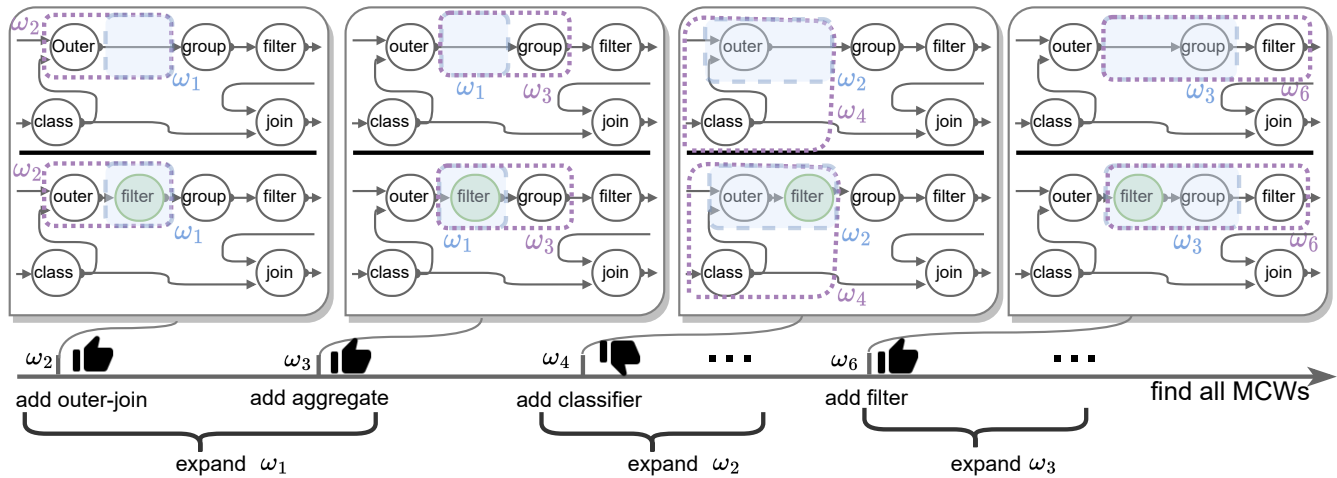 ω2
Outer
group
filter
ω1
class
join
ω2
outer
filter
group
filter
ω1
class
join
outer
group
filter
ω1
ω3
class
join
outer
filter
group
filter
ω1
ω3
class
join
outer
group
filter
ω2
class
ω4
join
outer
filter
group
filter
ω2
class
join
ω4
outer
group
filter
ω3
ω6
class
join
outer
filter
group
filter
ω3
ω6
class
join
ω2
ω3
ω4
...
ω6
...
add outer-join
add aggregate
add classifier
add filter
find all MCWs
expand ω1
expand ω2
expand ω3